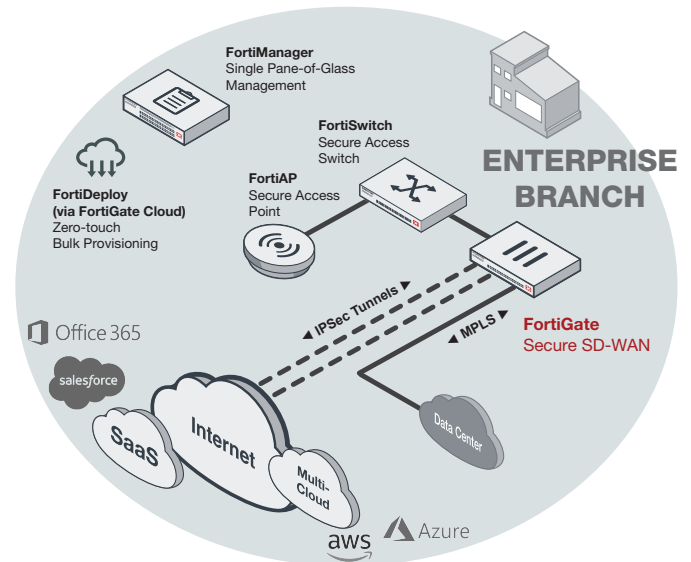 FortiManager
Single Pane-of-Glass
Management
FortiSwitch
Secure Access
Switch
ENTERPRISE
BRANCH
FortiAP
Secure Access
Point
FortiDeploy
(via FortiGate Cloud)
Zero-touch
Bulk Provisioning
IPSec Tunnels
MPLS
FortiGate
Secure SD-WAN
Office 365
salesforce
SaaS
Internet
Multi-
Cloud
Data Center
aws
Azure